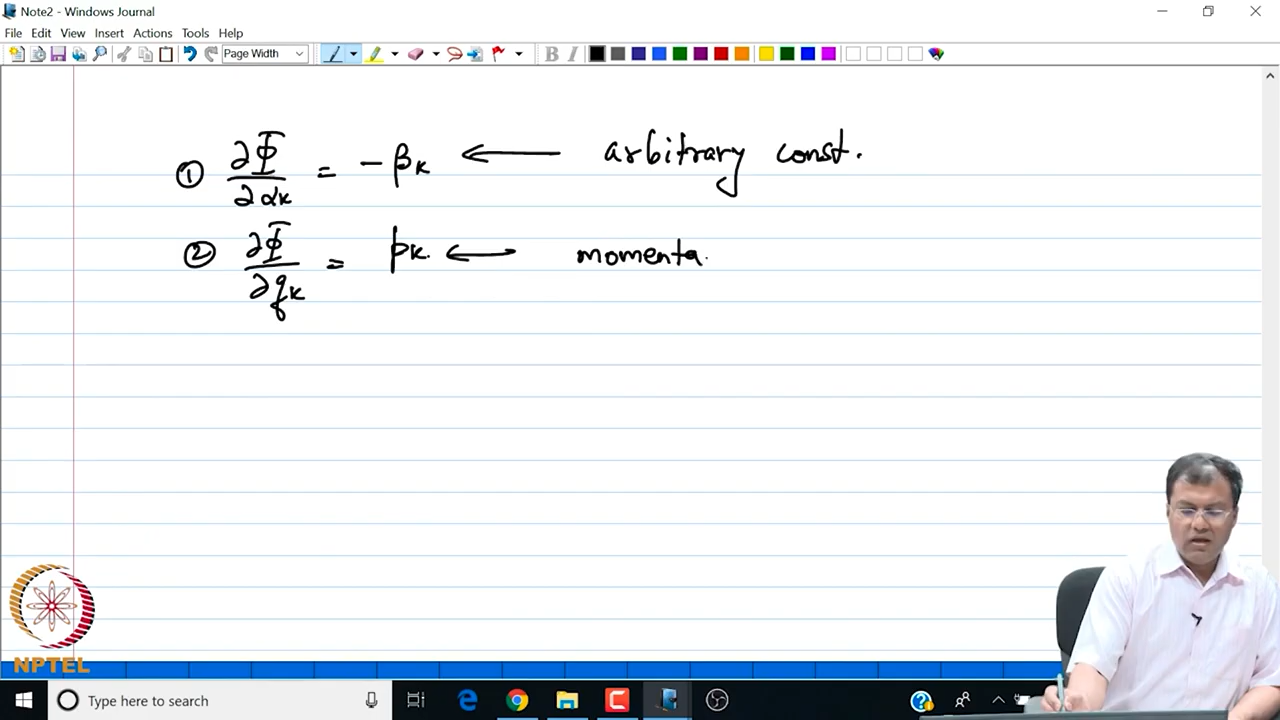 Note2 - Windows Journal
File Edit View Insert Actions Tools Help
Page Width
B I
① ∂Φ/∂αₖ = -βₖ ← arbitrary const.
② ∂Φ/∂qₖ = pₖ. ↔ momenta.
NPTEL
Type here to search